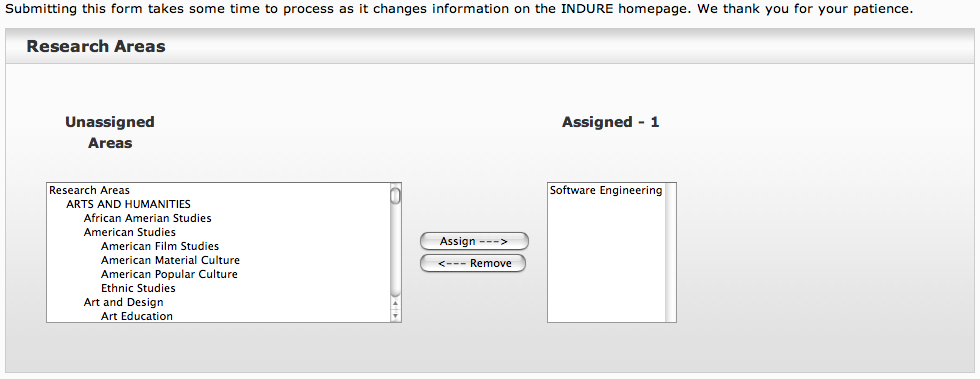 Submitting this form takes some time to process as it changes information on the INDURE homepage. We thank you for your patience.
Research Areas
Unassigned
Areas
Assigned - 1
Research Areas
ARTS AND HUMANITIES
African Amerian Studies
American Studies
American Film Studies
American Material Culture
American Popular Culture
Ethnic Studies
Art and Design
Art Education
Assign --->
<--- Remove
Software Engineering